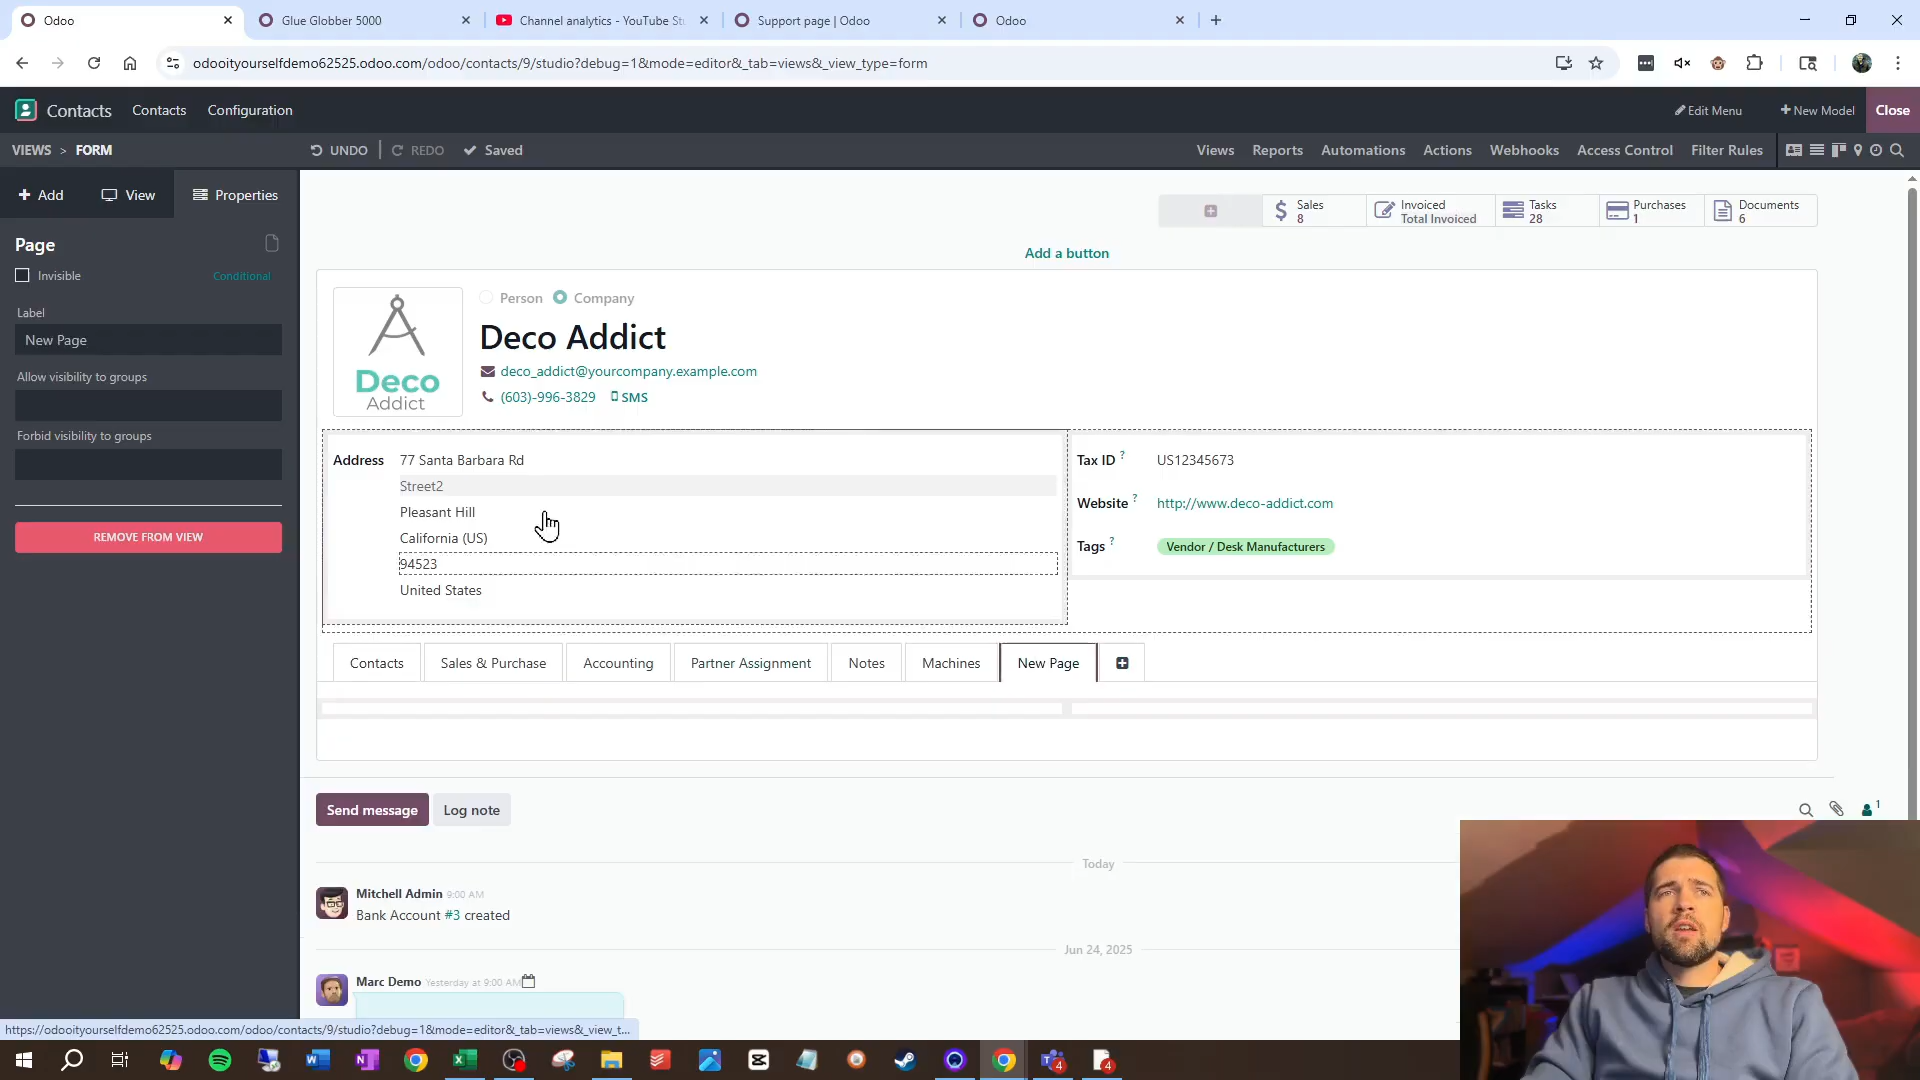 Odoo
Glue Globber 5000
Channel analytics - YouTube St
Support page | Odoo
Odoo
odooityourselfdemo62525.odoo.com/odoo/contacts/9/studio?debug=1&mode=editor&_tab=views&_view_type=form
Contacts
Contacts
Configuration
Edit Menu
New Model
Close
VIEWS > FORM
UNDO
REDO
Saved
Views
Reports
Automations
Actions
Webhooks
Access Control
Filter Rules
Add
View
Properties
Page
Invisible
Conditional
Label
New Page
Allow visibility to groups
Forbid visibility to groups
REMOVE FROM VIEW
Sales
8
Invoiced
Total Invoiced
Tasks
28
Purchases
1
Documents
6
Add a button
Deco
Addict
Person
Company
Deco Addict
deco_addict@yourcompany.example.com
(603)-996-3829
SMS
Address
77 Santa Barbara Rd
Street2
Pleasant Hill
California (US)
94523
United States
Tax ID ?
US12345673
Website ?
http://www.deco-addict.com
Tags ?
Vendor / Desk Manufacturers
Contacts
Sales & Purchase
Accounting
Partner Assignment
Notes
Machines
New Page
Send message
Log note
1
Today
Mitchell Admin 9:00 AM
Bank Account #3 created
Jun 24, 2025
Marc Demo Yesterday at 9:00 AM
https://odooityourselfdemo62525.odoo.com/odoo/contacts/9/studio?debug=1&mode=editor&_tab=views&_view_t...
4
4